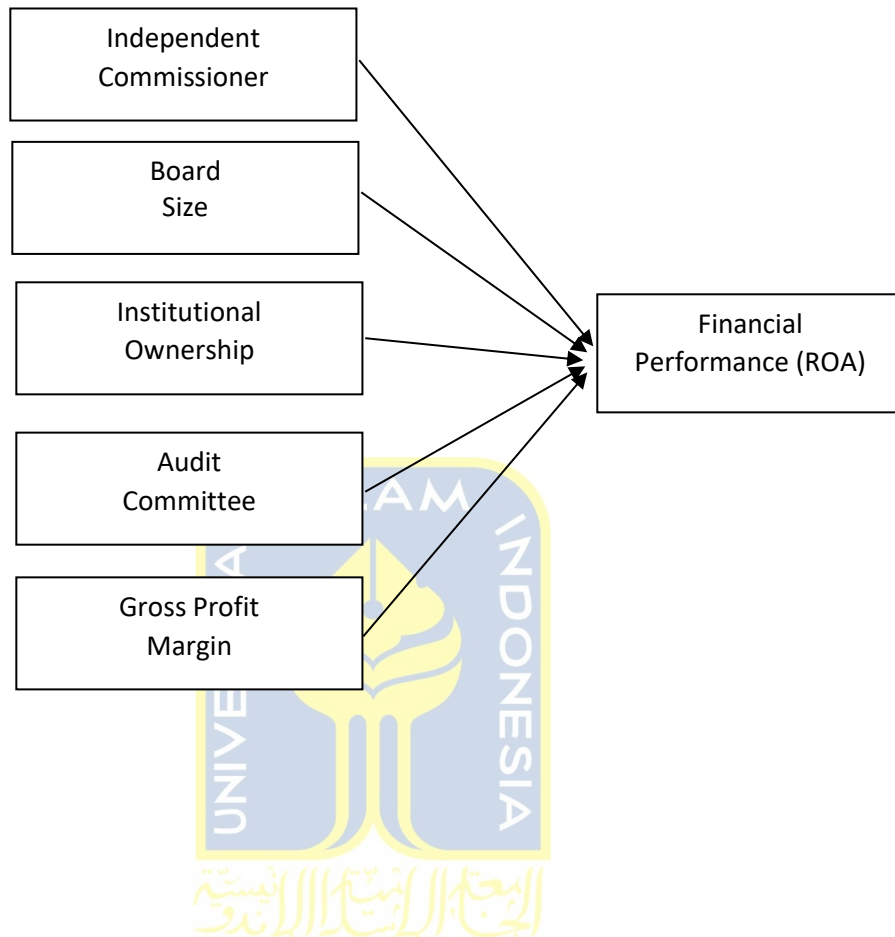 Independent
Commissioner
Board
Size
Institutional
Ownership
Financial
Performance (ROA)
Audit
Committee
Gross Profit
Margin
INDONESIA